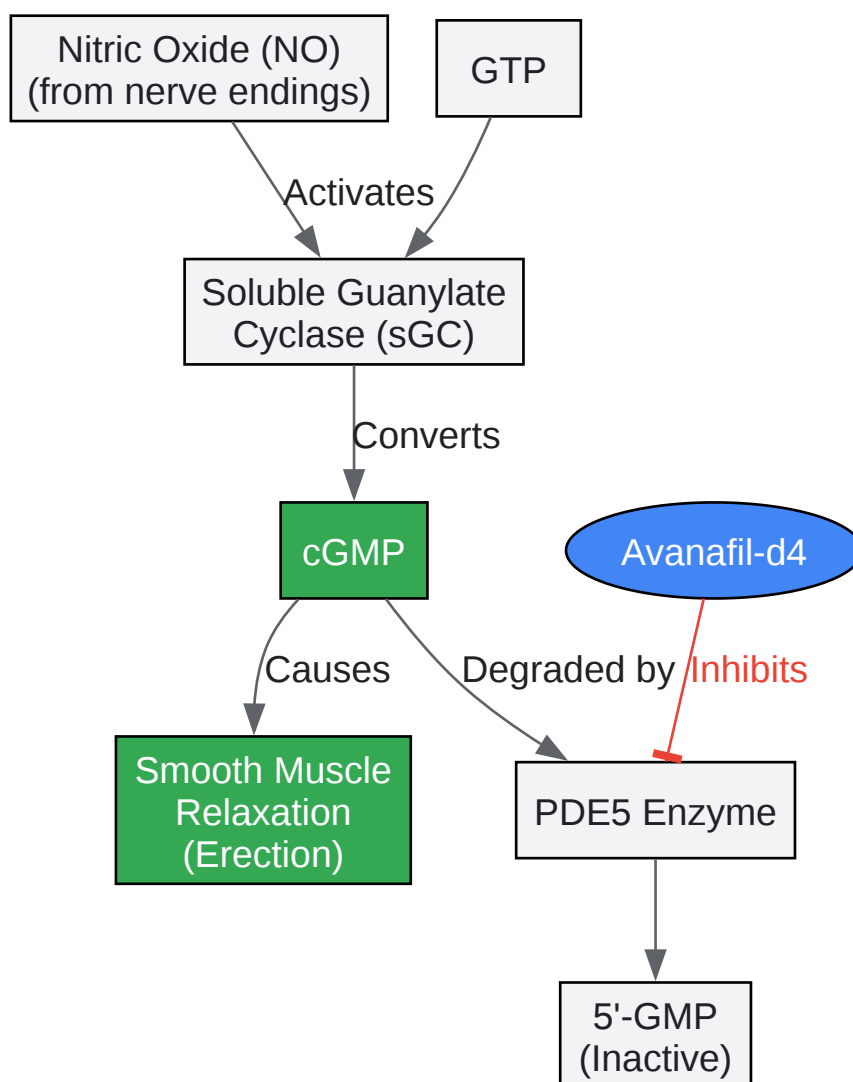 Nitric Oxide (NO)
(from nerve endings)
GTP
Activates
Soluble Guanylate
Cyclase (sGC)
Converts
cGMP
Avanafil-d4
Causes
Degraded by
Inhibits
Smooth Muscle
Relaxation
(Erection)
PDE5 Enzyme
5'-GMP
(Inactive)